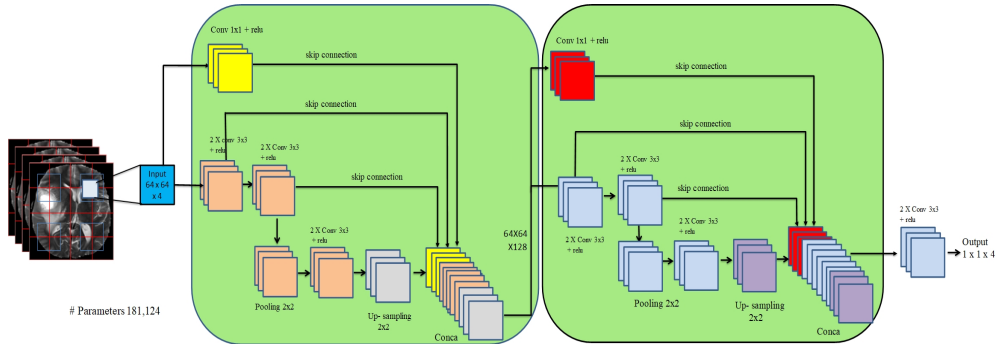 Conv 1x1 + relu
skip connection
skip connection
2 X conv 3x3
+ relu
2 X Conv 3x3
+ relu
skip connection
Input
64 x 64
x 4
2 X Conv 3x3
+ relu
Pooling 2x2
Up- sampling
2x2
Conca
# Parameters 181,124
64X64
X128
Conv 1x1 + relu
skip connection
skip connection
2 X Conv 3x3
+ relu
skip connection
2 X Conv 3x3
+ relu
2 X Conv 3x3
+ relu
Pooling 2x2
Up- sampling
2x2
Conca
2 X Conv 3x3
+ relu
Output
1 x 1 x 4